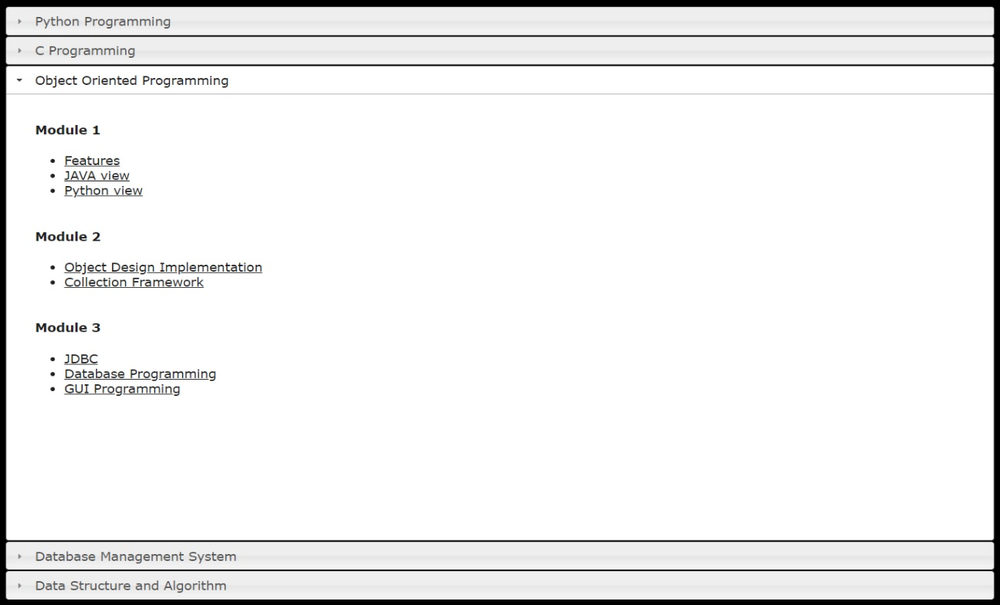 Python Programming
C Programming
Object Oriented Programming
Module 1
Features
JAVA view
Python view
Module 2
Object Design Implementation
Collection Framework
Module 3
JDBC
Database Programming
GUI Programming
Database Management System
Data Structure and Algorithm